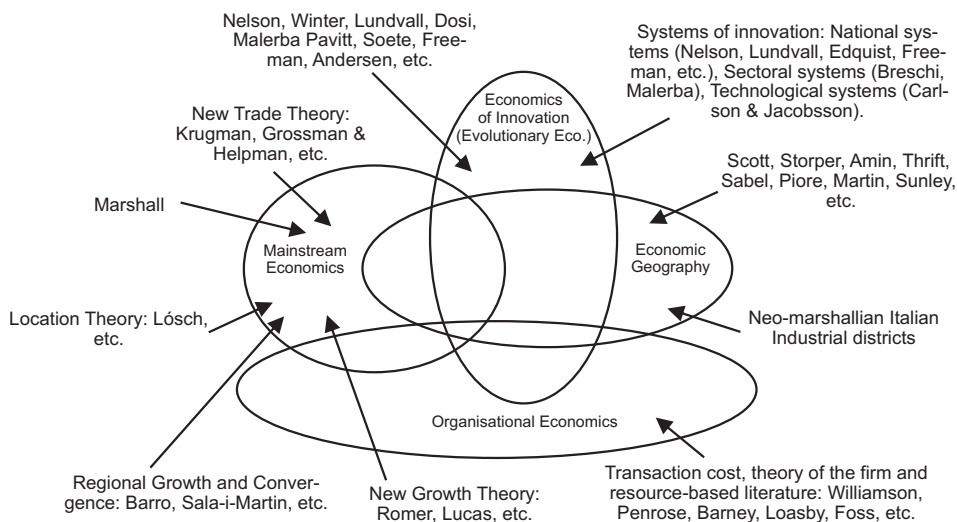 Nelson, Winter, Lundvall, Dosi,
Malerba Pavitt, Soete, Free-
man, Andersen, etc.
Systems of innovation: National sys-
tems (Nelson, Lundvall, Edquist, Free-
man, etc.), Sectoral systems (Breschi,
Malerba), Technological systems (Carl-
son & Jacobsson).
Economics
of Innovation
(Evolutionary Eco.)
New Trade Theory:
Krugman, Grossman &
Helpman, etc.
Scott, Storper, Amin, Thrift,
Sabel, Piore, Martin, Sunley,
etc.
Marshall
Mainstream
Economics
Economic
Geography
Location Theory: Lósch,
etc.
Neo-marshallian Italian
Industrial districts
Organisational Economics
Regional Growth and Conver-
gence: Barro, Sala-i-Martin, etc.
New Growth Theory:
Romer, Lucas, etc.
Transaction cost, theory of the firm and
resource-based literature: Williamson,
Penrose, Barney, Loasby, Foss, etc.